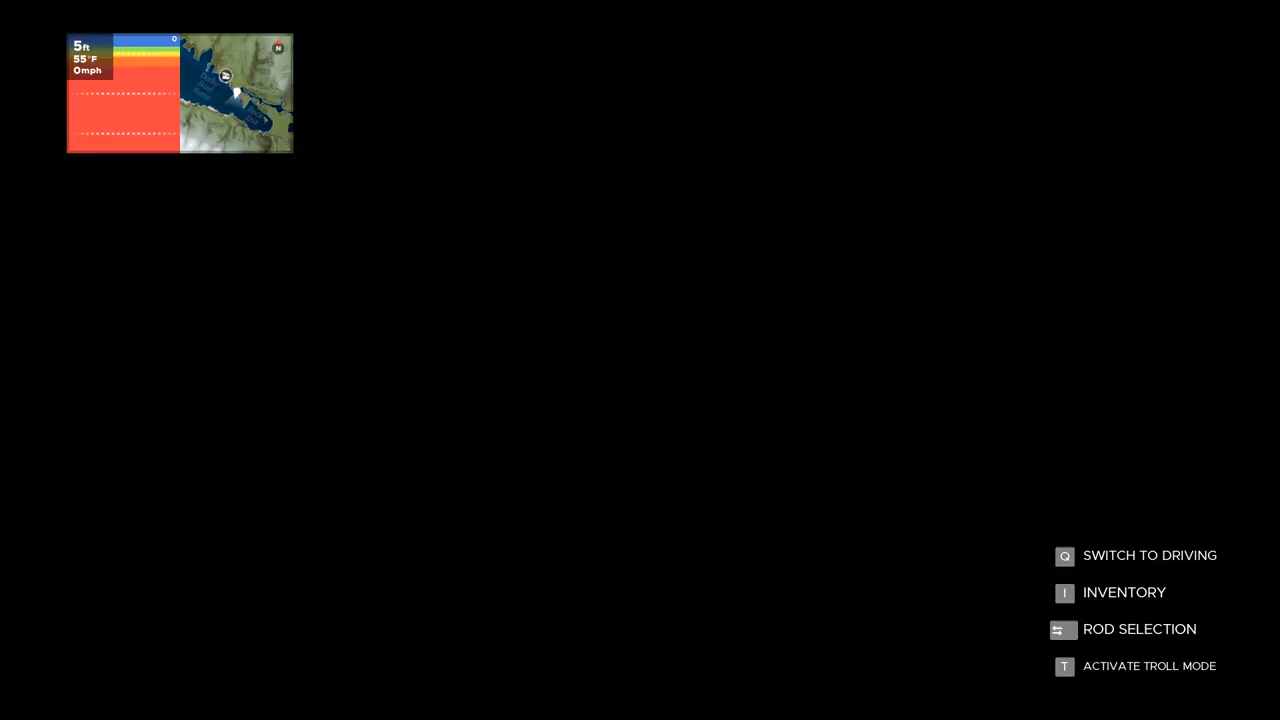 5ft
55°F
0mph
0
N
Q SWITCH TO DRIVING
I INVENTORY
ROD SELECTION
T ACTIVATE TROLL MODE